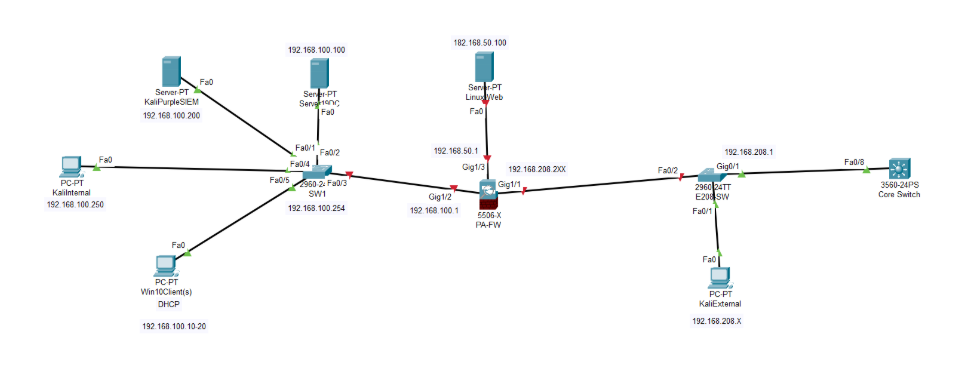 182.168.50.100
192.168.100.100
Fa0
Server-PT
KaliPurpleSIEM
192.168.100.200
Server-PT
Fa0
Server-PT
Linux Web
Fa0
192.168.50.1
Gig1/3
192.168.208.2XX
Gig1/1
5506-X
PA-FW
Gig1/2
192.168.100.1
Fa0/1
Fa0/2
Fa0/4
Fa0/5
Fa0/3
SW1
192.168.100.254
Fa0
PC-PT
KaliInternal
192.168.100.250
Fa0
PC-PT
Win10Client(s)
DHCP
192.168.100.10-20
192.168.208.1
Fa0/2
Gig0/1
2960-24TT
E208-SW
Fa0/1
Fa0/8
3560-24PS
Core Switch
Fa0
PC-PT
KaliExternal
192.168.208.X